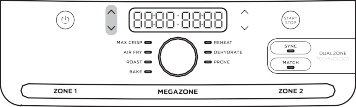 START
STOP
MAX CRISP
REHEAT
AIR FRY
DEHYDRATE
ROAST
PROVE
BAKE
SYNC
DUALZONE
TECHNOLOGY
MATCH
ZONE 1
MEGAZONE
ZONE 2